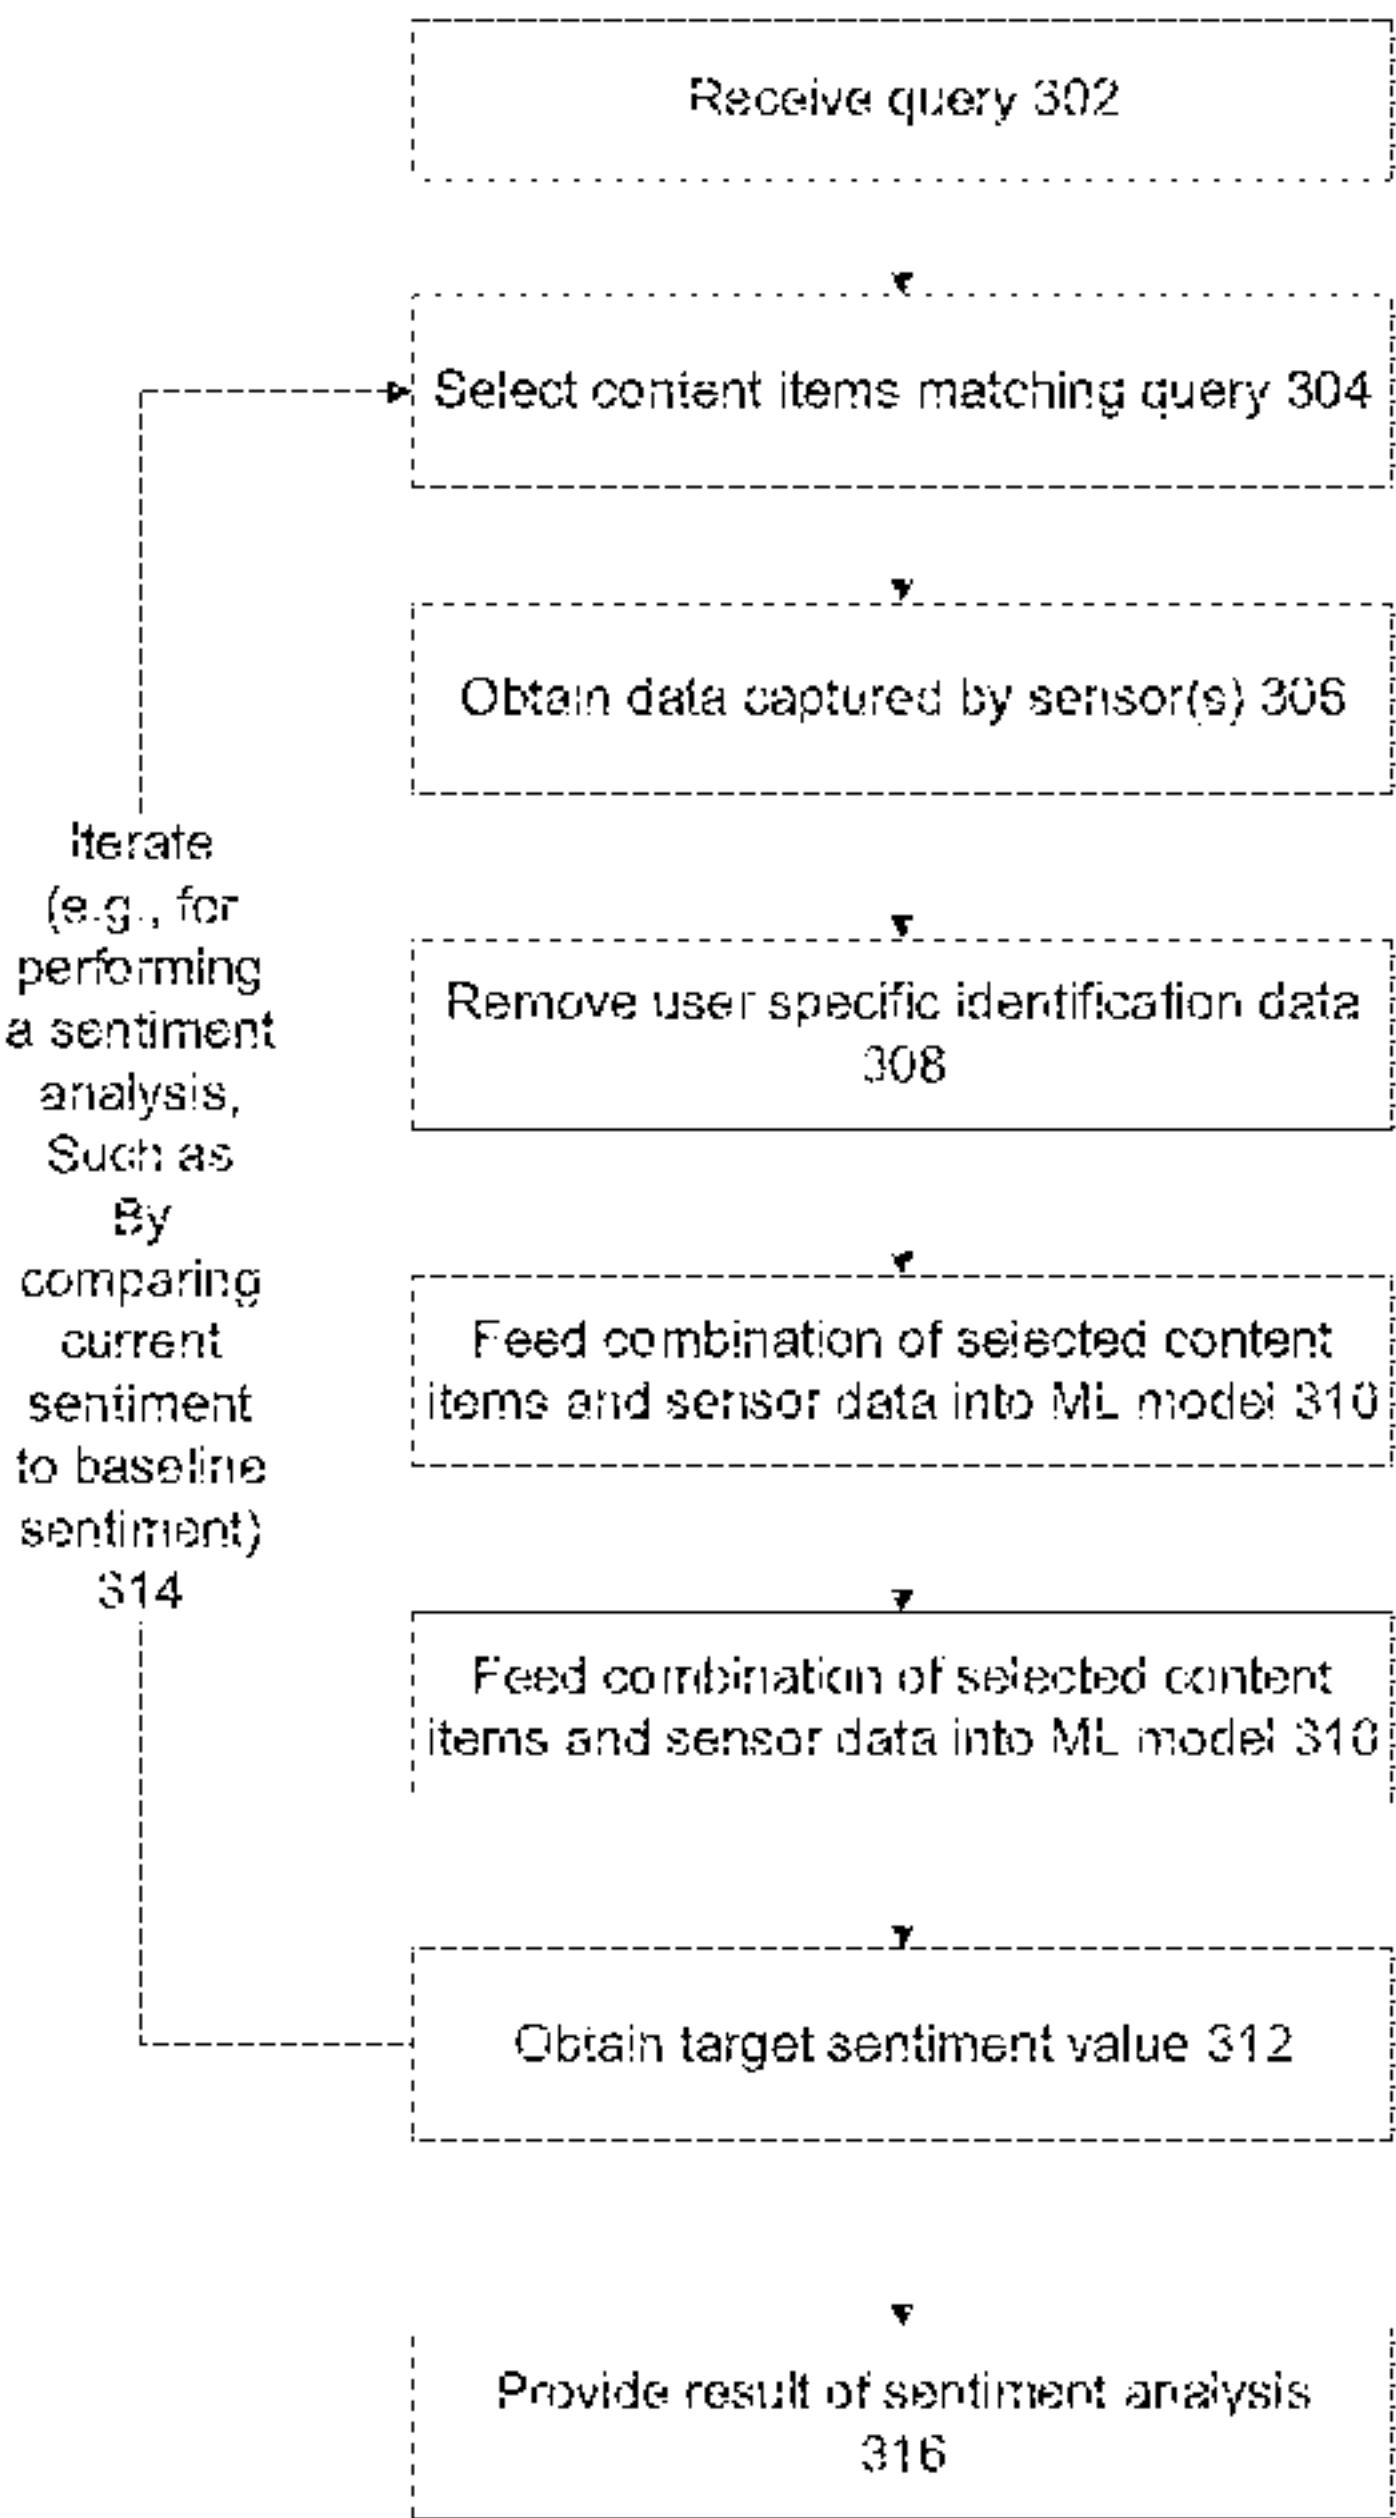 Receive query 302
Select content items matching query 304
Obtain data captured by sensor(s) 306
Remove user specific identification data
308
Feed combination of selected content
items and sensor data into ML model 310
Feed combination of selected content
items and sensor data into ML model 310
Obtain target sentiment value 312
Iterate
(e.g., for
performing
a sentiment
analysis,
Such as
By
comparing
current
sentiment
to baseline
sentiment)
314
Provide result of sentiment analysis
316